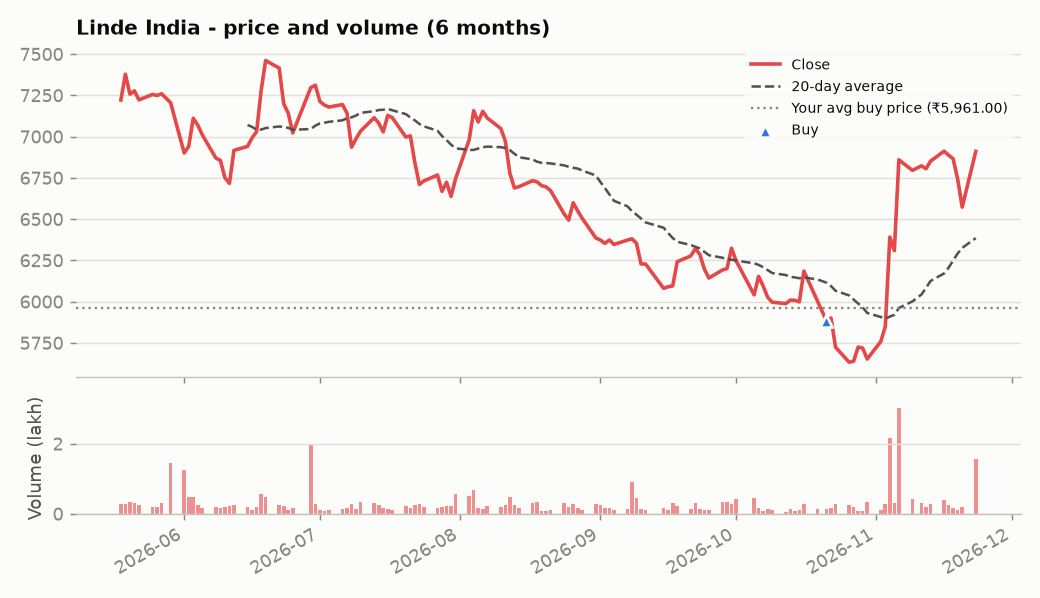 Linde India - price and volume (6 months)
Close
20-day average
Your avg buy price (₹5,961.00)
Buy
7500
7250
7000
6750
6500
6250
6000
5750
Volume (lakh)
2
0
2026-06
2026-07
2026-08
2026-09
2026-10
2026-11
2026-12